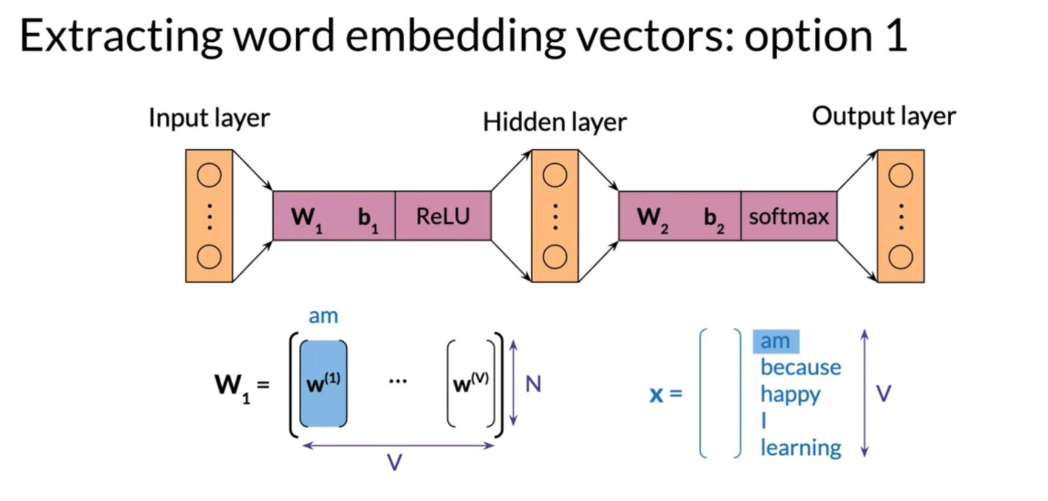 Extracting word embedding vectors: option 1
Input layer
Hidden layer
Output layer
W₁ b₁ ReLU
W₂ b₂ softmax
am
W₁ = w⁽¹⁾ ... w⁽ⱽ⁾ N
V
x =
am
because
happy
I
learning
V